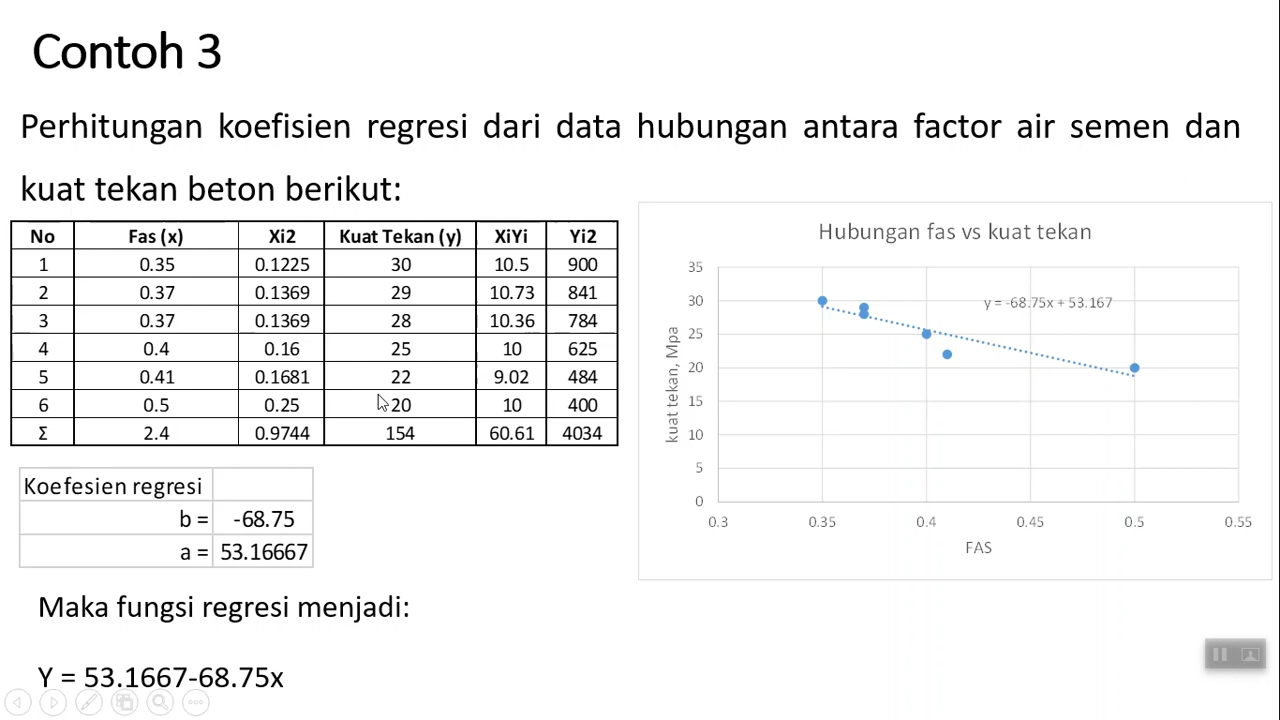 Contoh 3
Perhitungan koefisien regresi dari data hubungan antara factor air semen dan
kuat tekan beton berikut:
No Fas (x) Xi2 Kuat Tekan (y) XiYi Yi2
1 0.35 0.1225 30 10.5 900
2 0.37 0.1369 29 10.73 841
3 0.37 0.1369 28 10.36 784
4 0.4 0.16 25 10 625
5 0.41 0.1681 22 9.02 484
6 0.5 0.25 20 10 400
Σ 2.4 0.9744 154 60.61 4034
Koefesien regresi
b = -68.75
a = 53.16667
Maka fungsi regresi menjadi:
Y = 53.1667-68.75x
Hubungan fas vs kuat tekan
y = -68.75x + 53.167
kuat tekan, Mpa
35
30
25
20
15
10
5
0
0.3 0.35 0.4 0.45 0.5 0.55
FAS